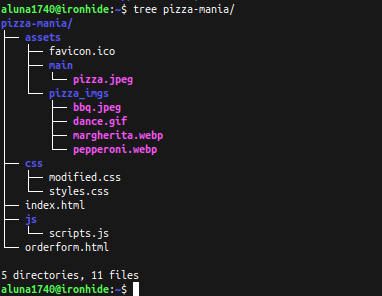 aluna1740@ironhide:~$ tree pizza-mania/
pizza-mania/
├── assets
│   ├── favicon.ico
│   ├── main
│   │   └── pizza.jpeg
│   └── pizza_imgs
│       ├── bbq.jpeg
│       ├── dance.gif
│       ├── margherita.webp
│       └── pepperoni.webp
├── css
│   ├── modified.css
│   └── styles.css
├── index.html
├── js
│   └── scripts.js
└── orderform.html
5 directories, 11 files
aluna1740@ironhide:~$